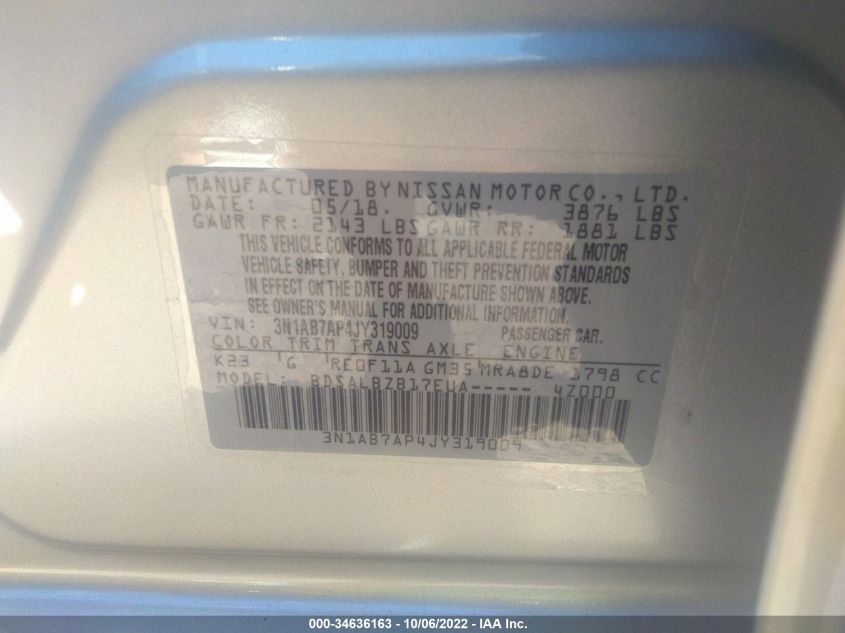 MANUFACTURED BY NISSAN MOTOR CO., LTD.
DATE: 05/18. GVWR: 3876 LBS
GAWR FR: 2143 LBS GAWR RR: 1881 LBS
THIS VEHICLE CONFORMS TO ALL APPLICABLE FEDERAL MOTOR
VEHICLE SAFETY, BUMPER AND THEFT PREVENTION STANDARDS
IN EFFECT ON THE DATE OF MANUFACTURE SHOWN ABOVE.
SEE OWNER'S MANUAL FOR ADDITIONAL INFORMATION.
VIN: 3N1AB7AP4JY319009 PASSENGER CAR.
COLOR TRIM TRANS AXLE ENGINE
K23 G RE0F11A GM35 MRA8DE 1798 CC
MODEL: BDSALBZB17EUA----- 4Z000
3N1AB7AP4JY319009
000-34636163 - 10/06/2022 - IAA Inc.